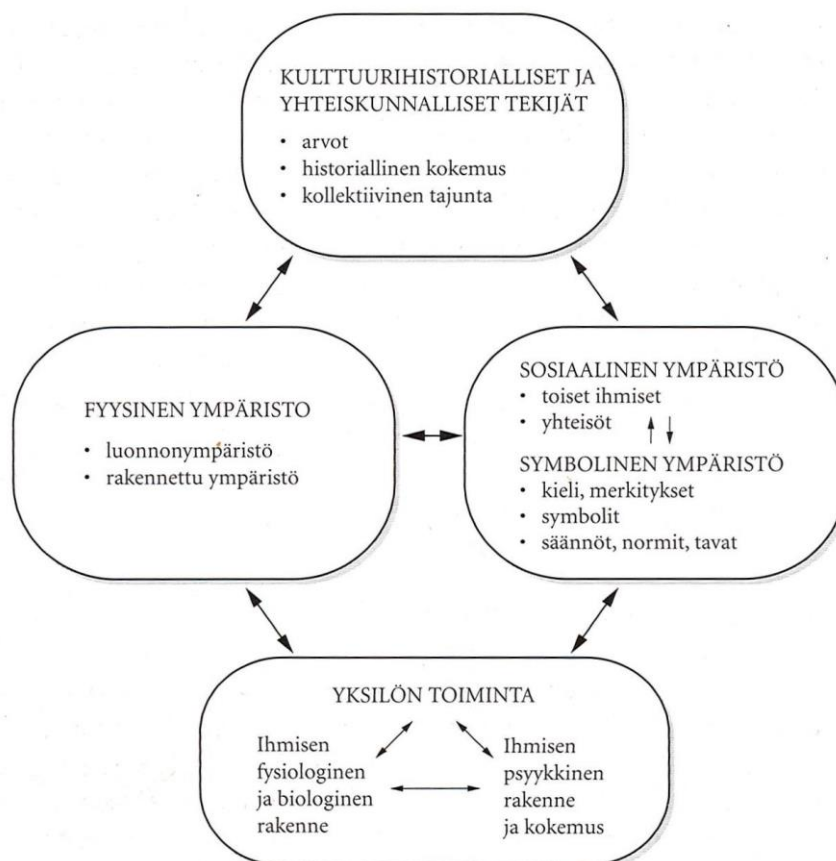 KULTTUURIHISTORIALLISET JA
YHTEISKUNNALLISET TEKIJÄT
• arvot
• historiallinen kokemus
• kollektiivinen tajunta
FYYSINEN YMPÄRISTO
• luonnonympäristö
• rakennettu ympäristö
SOSIAALINEN YMPÄRISTÖ
• toiset ihmiset
• yhteisöt
SYMBOLINEN YMPÄRISTÖ
• kieli, merkitykset
• symbolit
• säännöt, normit, tavat
YKSILÖN TOIMINTA
Ihmisen
fysiologinen
ja biologinen
rakenne
Ihmisen
psyykkinen
rakenne
ja kokemus